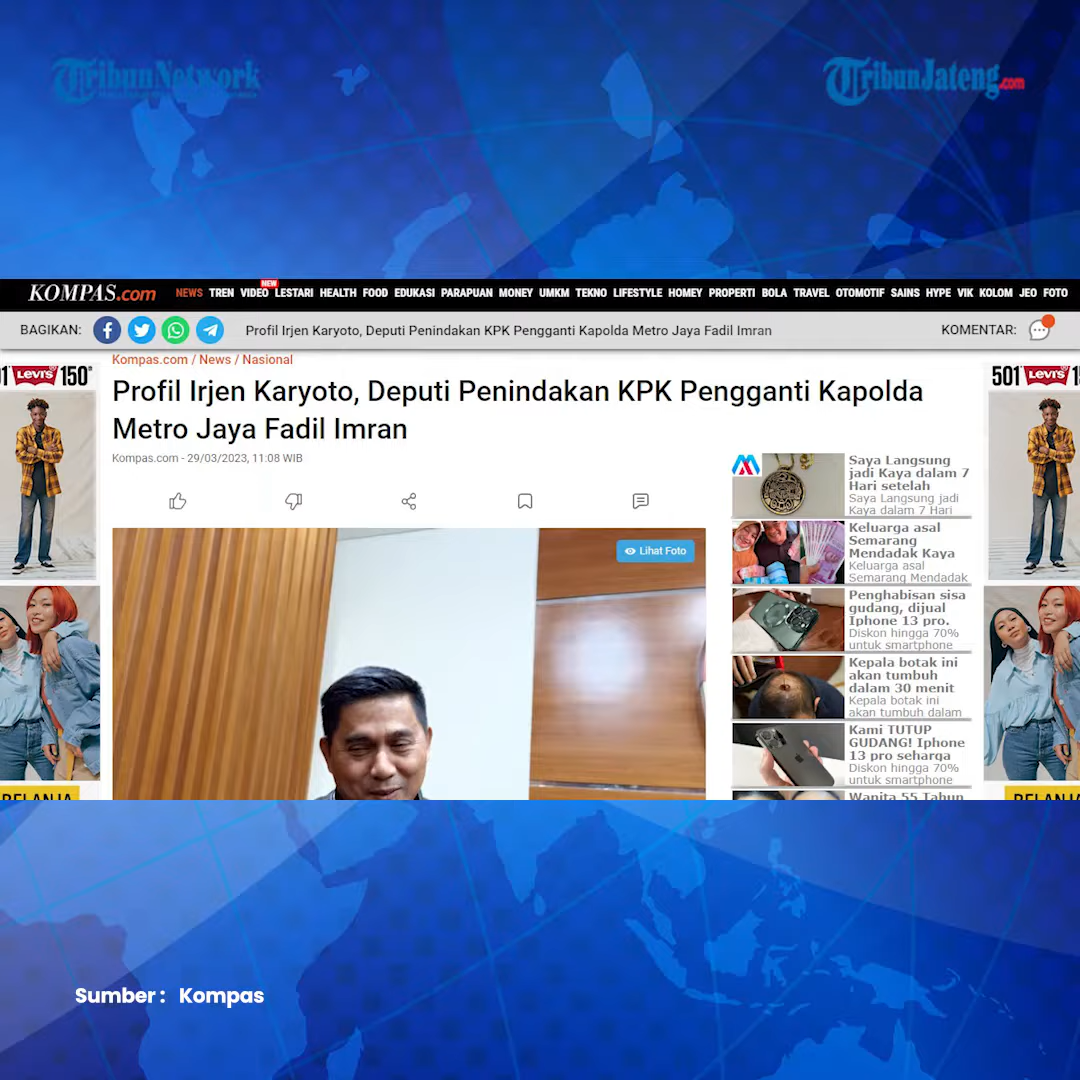 TribunNetwork
TribunJateng.com
KOMPAS.com
NEWS TREN VIDEO NEW LESTARI HEALTH FOOD EDUKASI PARAPUAN MONEY UMKM TEKNO LIFESTYLE HOMEY PROPERTI BOLA TRAVEL OTOMOTIF SAINS HYPE VIK KOLOM JEO FOTO
BAGIKAN:
Profil Irjen Karyoto, Deputi Penindakan KPK Pengganti Kapolda Metro Jaya Fadil Imran
KOMENTAR:
Kompas.com / News / Nasional
Profil Irjen Karyoto, Deputi Penindakan KPK Pengganti Kapolda
Metro Jaya Fadil Imran
Kompas.com - 29/03/2023, 11:08 WIB
Lihat Foto
LEVI'S 150
501 LEVI'S
Saya Langsung
jadi Kaya dalam 7
Hari setelah
Saya Langsung jadi
Kaya dalam 7 Hari
Keluarga asal
Semarang
Mendadak Kaya
Keluarga asal
Semarang Mendadak
Penghabisan sisa
gudang, dijual
Iphone 13 pro.
Diskon hingga 70%
untuk smartphone
Kepala botak ini
akan tumbuh
dalam 30 menit
Kepala botak ini
akan tumbuh dalam
Kami TUTUP
GUDANG! Iphone
13 pro seharga
Diskon hingga 70%
untuk smartphone
Wanita 55 Tahun
Sumber : Kompas